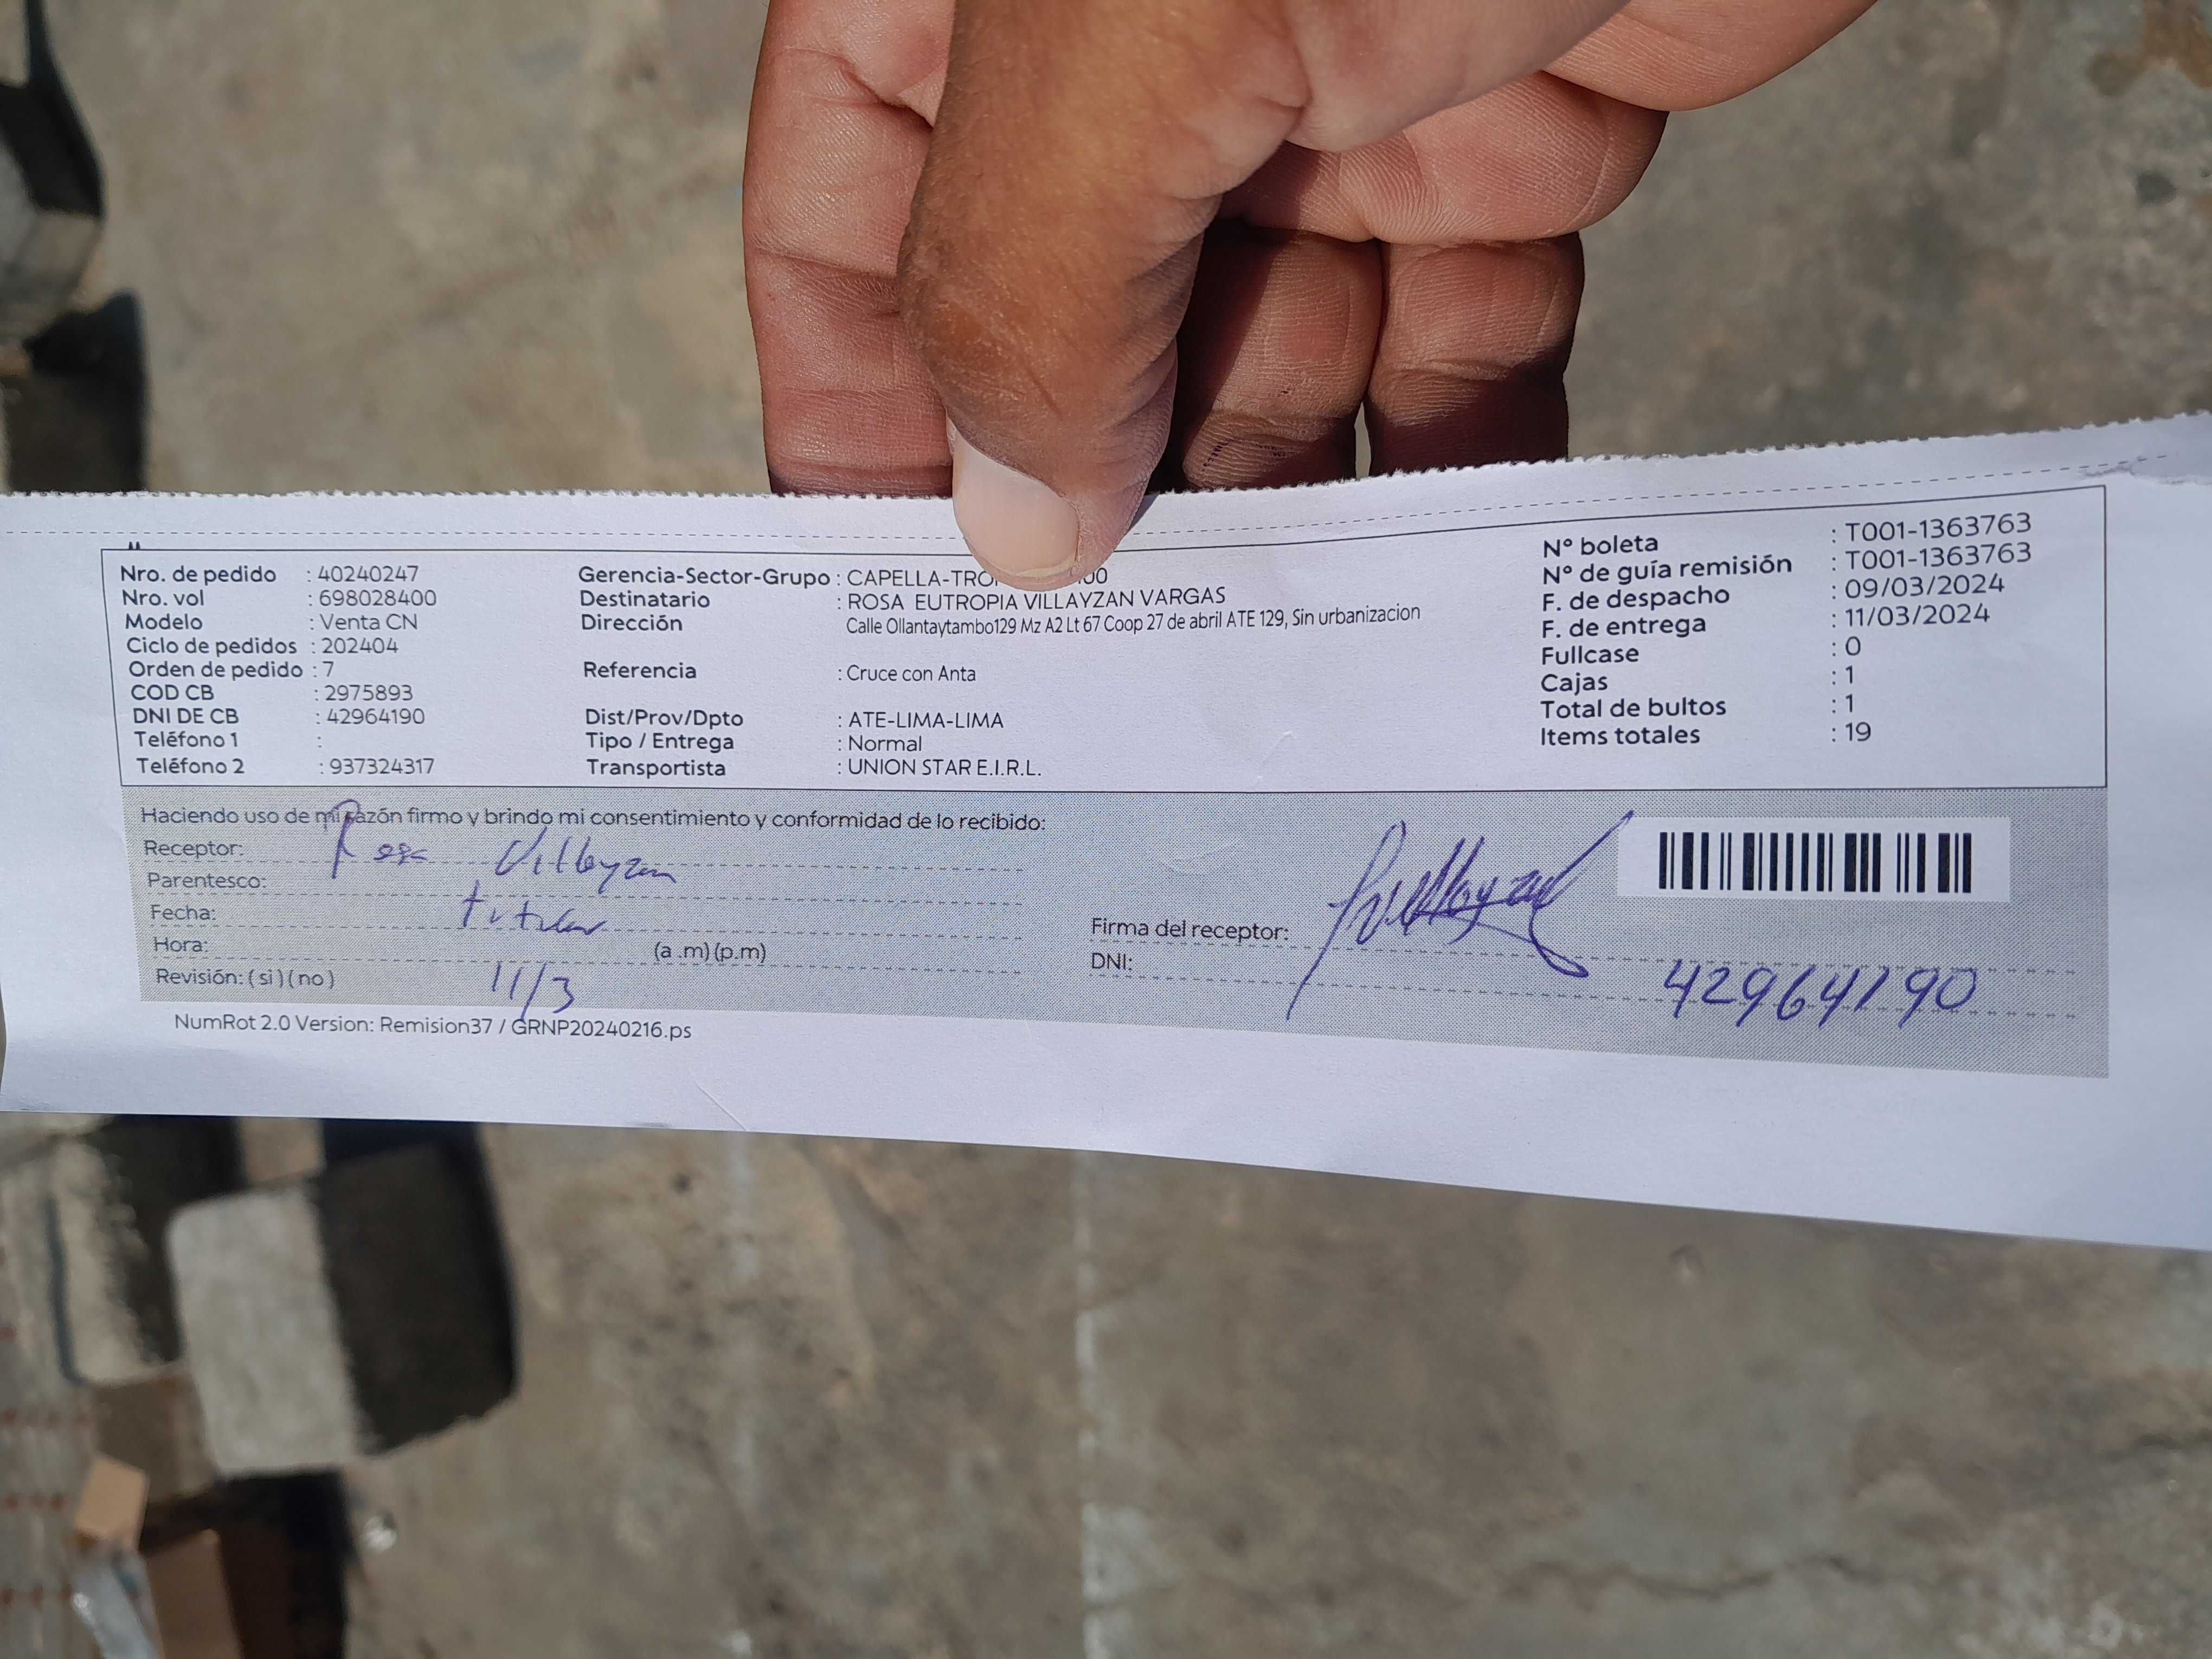 Nro. de pedido : 40240247
Nro. vol : 698028400
Modelo : Venta CN
Ciclo de pedidos : 202404
Orden de pedido : 7
COD CB : 2975893
DNI DE CB : 42964190
Teléfono 1 :
Teléfono 2 : 937324317
Gerencia-Sector-Grupo : CAPELLA-TRO
Destinatario : ROSA EUTROPIA VILLAYZAN VARGAS
Dirección Calle Ollantaytambo129 Mz A2 Lt 67 Coop 27 de abril ATE 129, Sin urbanizacion
Referencia : Cruce con Anta
Dist/Prov/Dpto : ATE-LIMA-LIMA
Tipo / Entrega : Normal
Transportista : UNION STAR E.I.R.L.
N° boleta : T001-1363763
N° de guía remisión : T001-1363763
F. de despacho : 09/03/2024
F. de entrega : 11/03/2024
Fullcase : 0
Cajas : 1
Total de bultos : 1
Items totales : 19
Haciendo uso de mi razón firmo y brindo mi consentimiento y conformidad de lo recibido:
Receptor: Rosa Villayzan
Parentesco:
Fecha: titular
Hora: (a .m) (p.m)
Revisión: ( si ) ( no ) 11/3
Firma del receptor: Villayzan
DNI: 42964190
NumRot 2.0 Version: Remision37 / GRNP20240216.ps